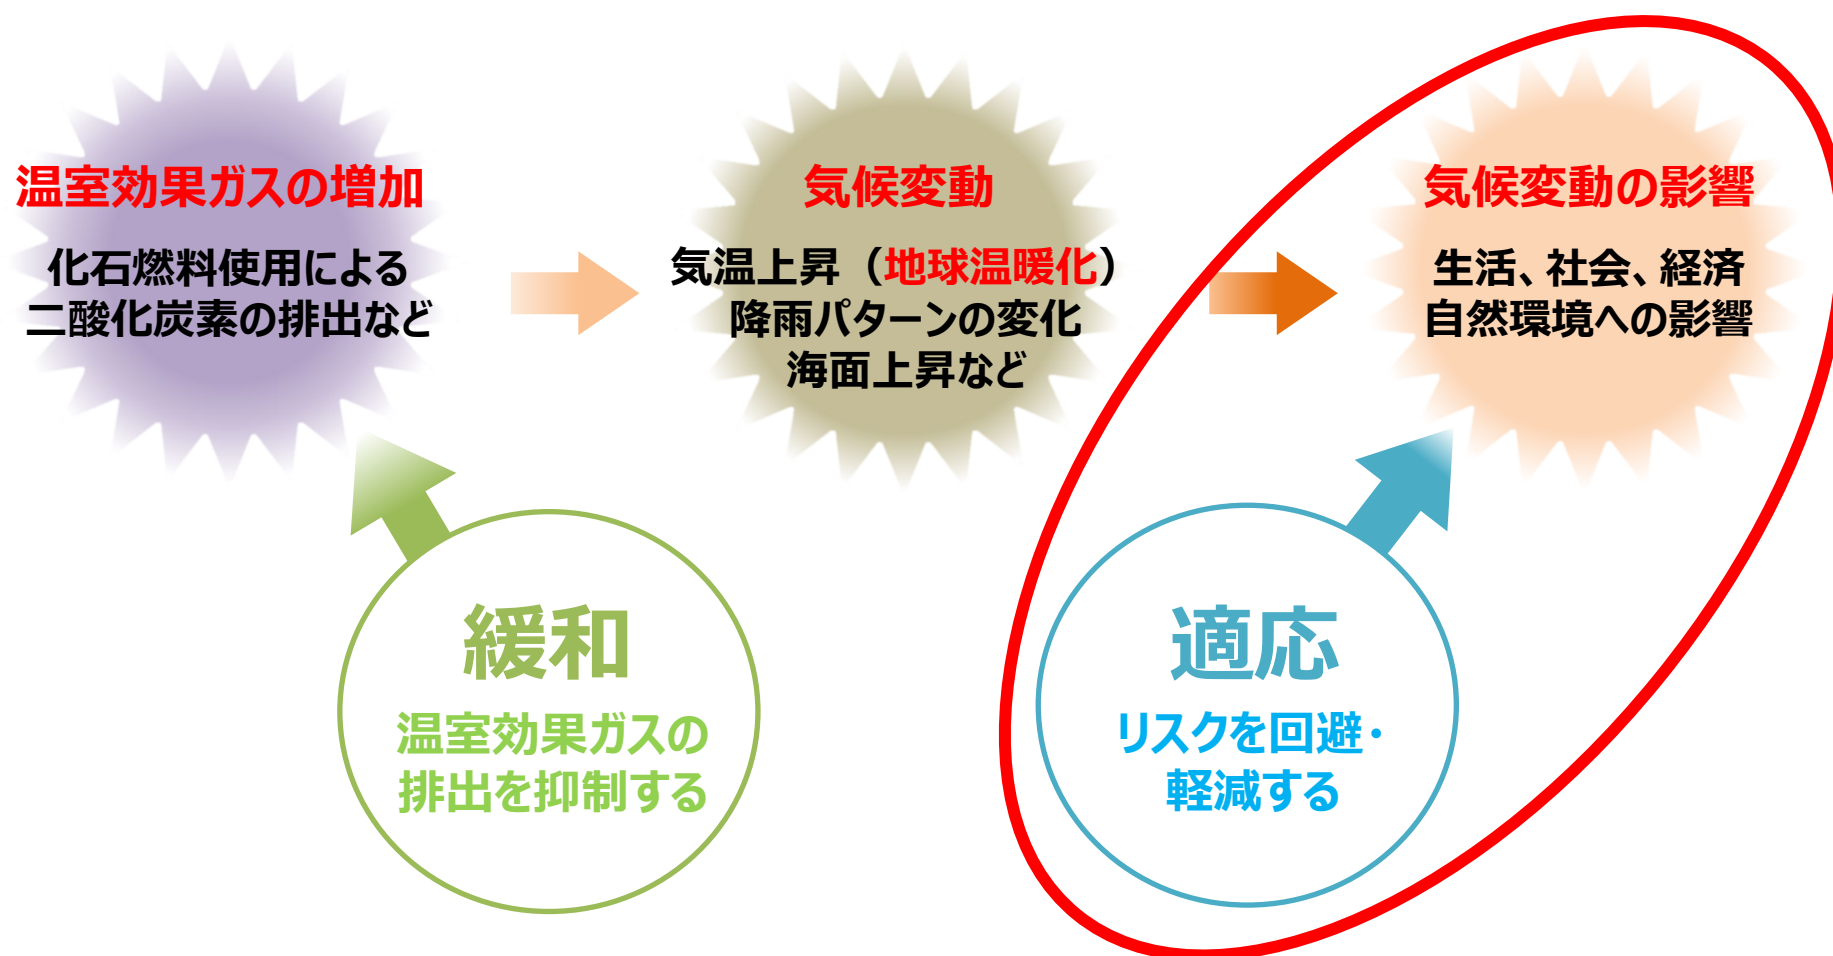 温室効果ガスの増加
化石燃料使用による
二酸化炭素の排出など
気候変動
気温上昇（地球温暖化）
降雨パターンの変化
海面上昇など
気候変動の影響
生活、社会、経済
自然環境への影響
緩和
温室効果ガスの
排出を抑制する
適応
リスクを回避・
軽減する